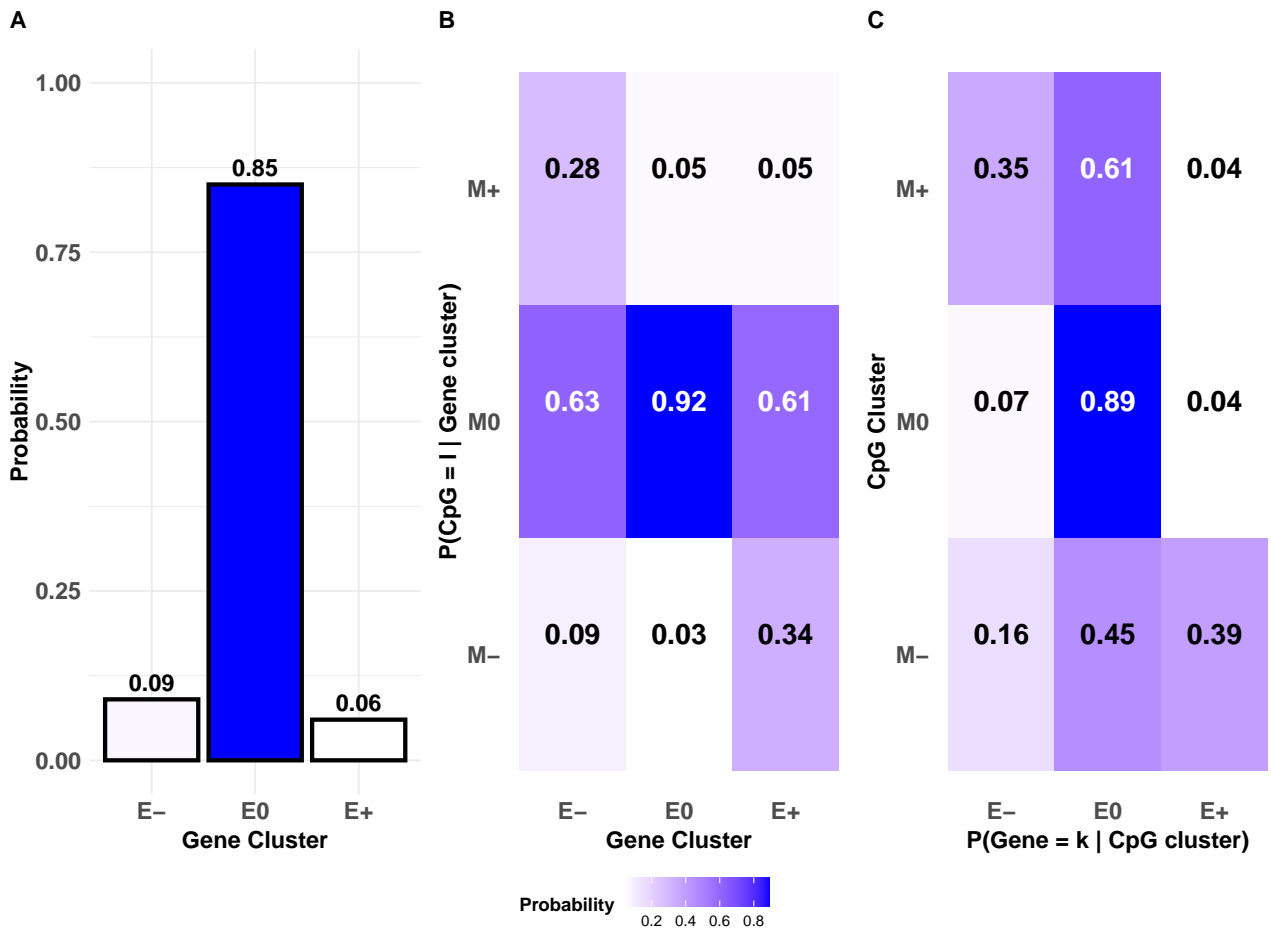 A
B
C
1.00
0.75
0.50
0.25
0.00
Probability
0.85
0.09
0.06
E−
E0
E+
Gene Cluster
P(CpG = l | Gene cluster)
M+
M0
M−
0.28
0.05
0.05
0.63
0.92
0.61
0.09
0.03
0.34
E−
E0
E+
Gene Cluster
CpG Cluster
M+
M0
M−
0.35
0.61
0.04
0.07
0.89
0.04
0.16
0.45
0.39
E−
E0
E+
P(Gene = k | CpG cluster)
Probability
0.2
0.4
0.6
0.8